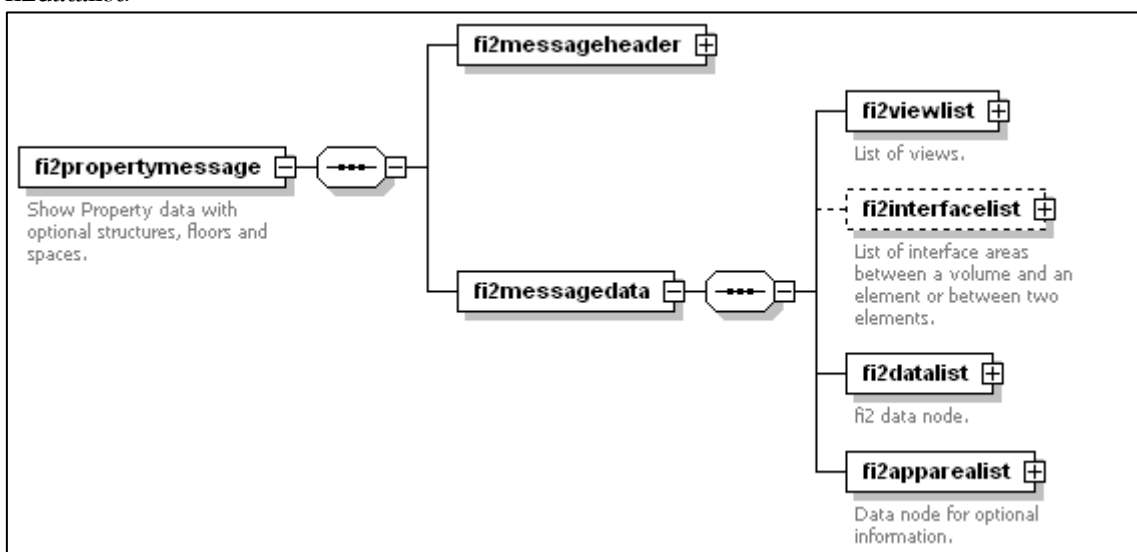 fi2messageheader
fi2viewlist
List of views.
fi2propertymessage
Show Property data with
optional structures, floors and
spaces.
fi2interfacelist
List of interface areas
between a volume and an
element or between two
elements.
fi2messagedata
fi2datalist
fi2 data node.
fi2apparealist
Data node for optional
information.